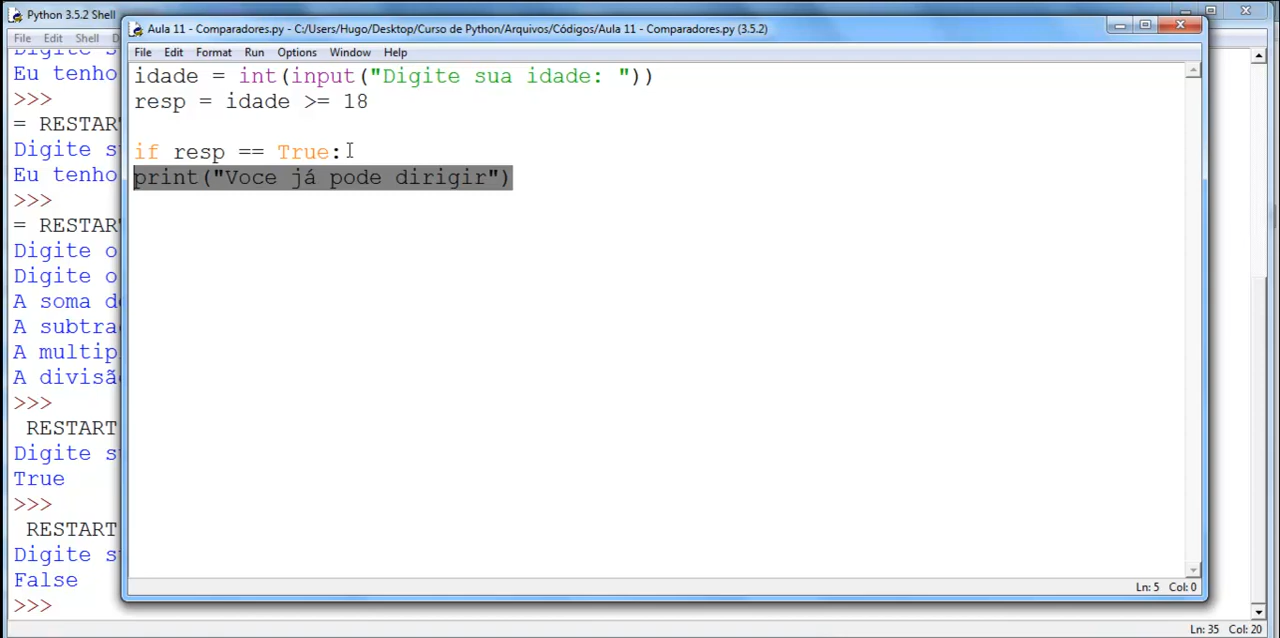 Python 3.5.2 Shell
File Edit Shell
Digite s
Eu tenho
>>>
= RESTART
Digite s
Eu tenho
>>>
= RESTART
Digite o
Digite o
A soma d
A subtra
A multip
A divisã
>>>
RESTART
Digite s
True
>>>
RESTART
Digite s
False
>>>
Ln: 35 Col: 20
Aula 11 - Comparadores.py - C:/Users/Hugo/Desktop/Curso de Python/Arquivos/Códigos/Aula 11 - Comparadores.py (3.5.2)
File Edit Format Run Options Window Help
idade = int(input("Digite sua idade: "))
resp = idade >= 18
if resp == True:
print("Voce já pode dirigir")
Ln: 5 Col: 0